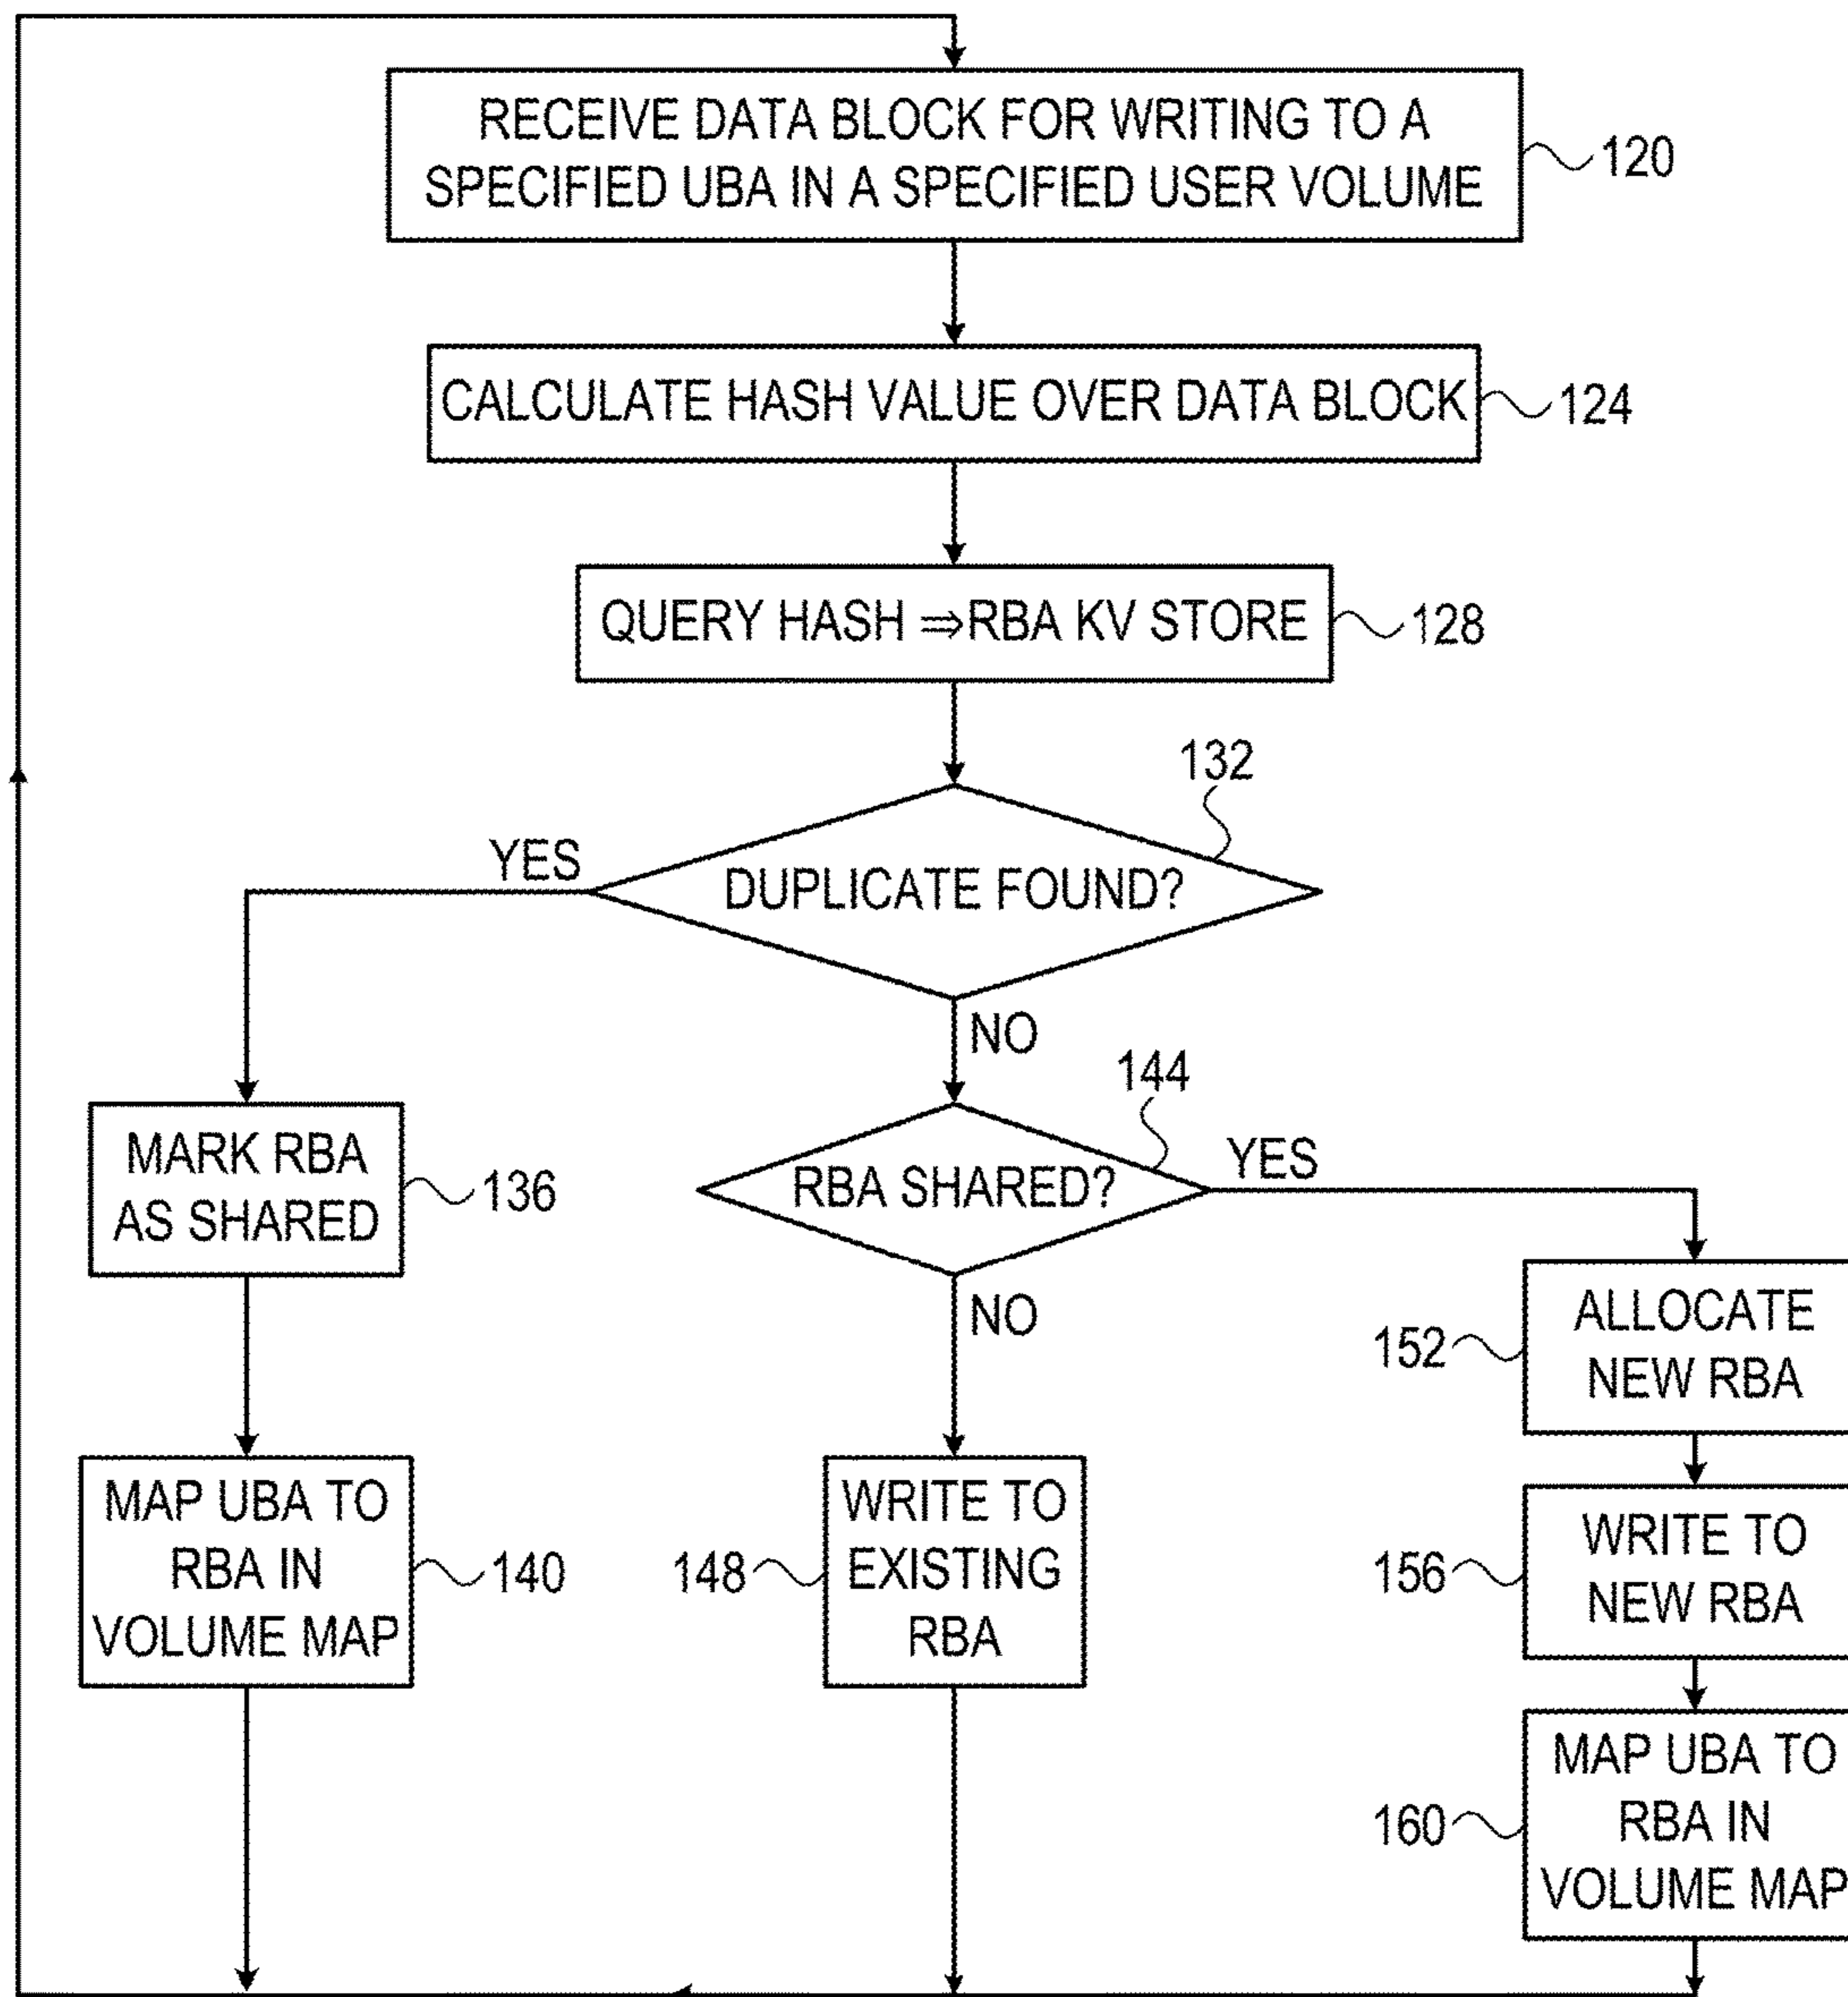 RECEIVE DATA BLOCK FOR WRITING TO A
SPECIFIED UBA IN A SPECIFIED USER VOLUME
120
CALCULATE HASH VALUE OVER DATA BLOCK
124
QUERY HASH ⇒RBA KV STORE
128
132
YES
DUPLICATE FOUND?
NO
144
MARK RBA
AS SHARED
136
RBA SHARED?
YES
NO
152
ALLOCATE
NEW RBA
MAP UBA TO
RBA IN
VOLUME MAP
140
148
WRITE TO
EXISTING
RBA
156
WRITE TO
NEW RBA
160
MAP UBA TO
RBA IN
VOLUME MAP